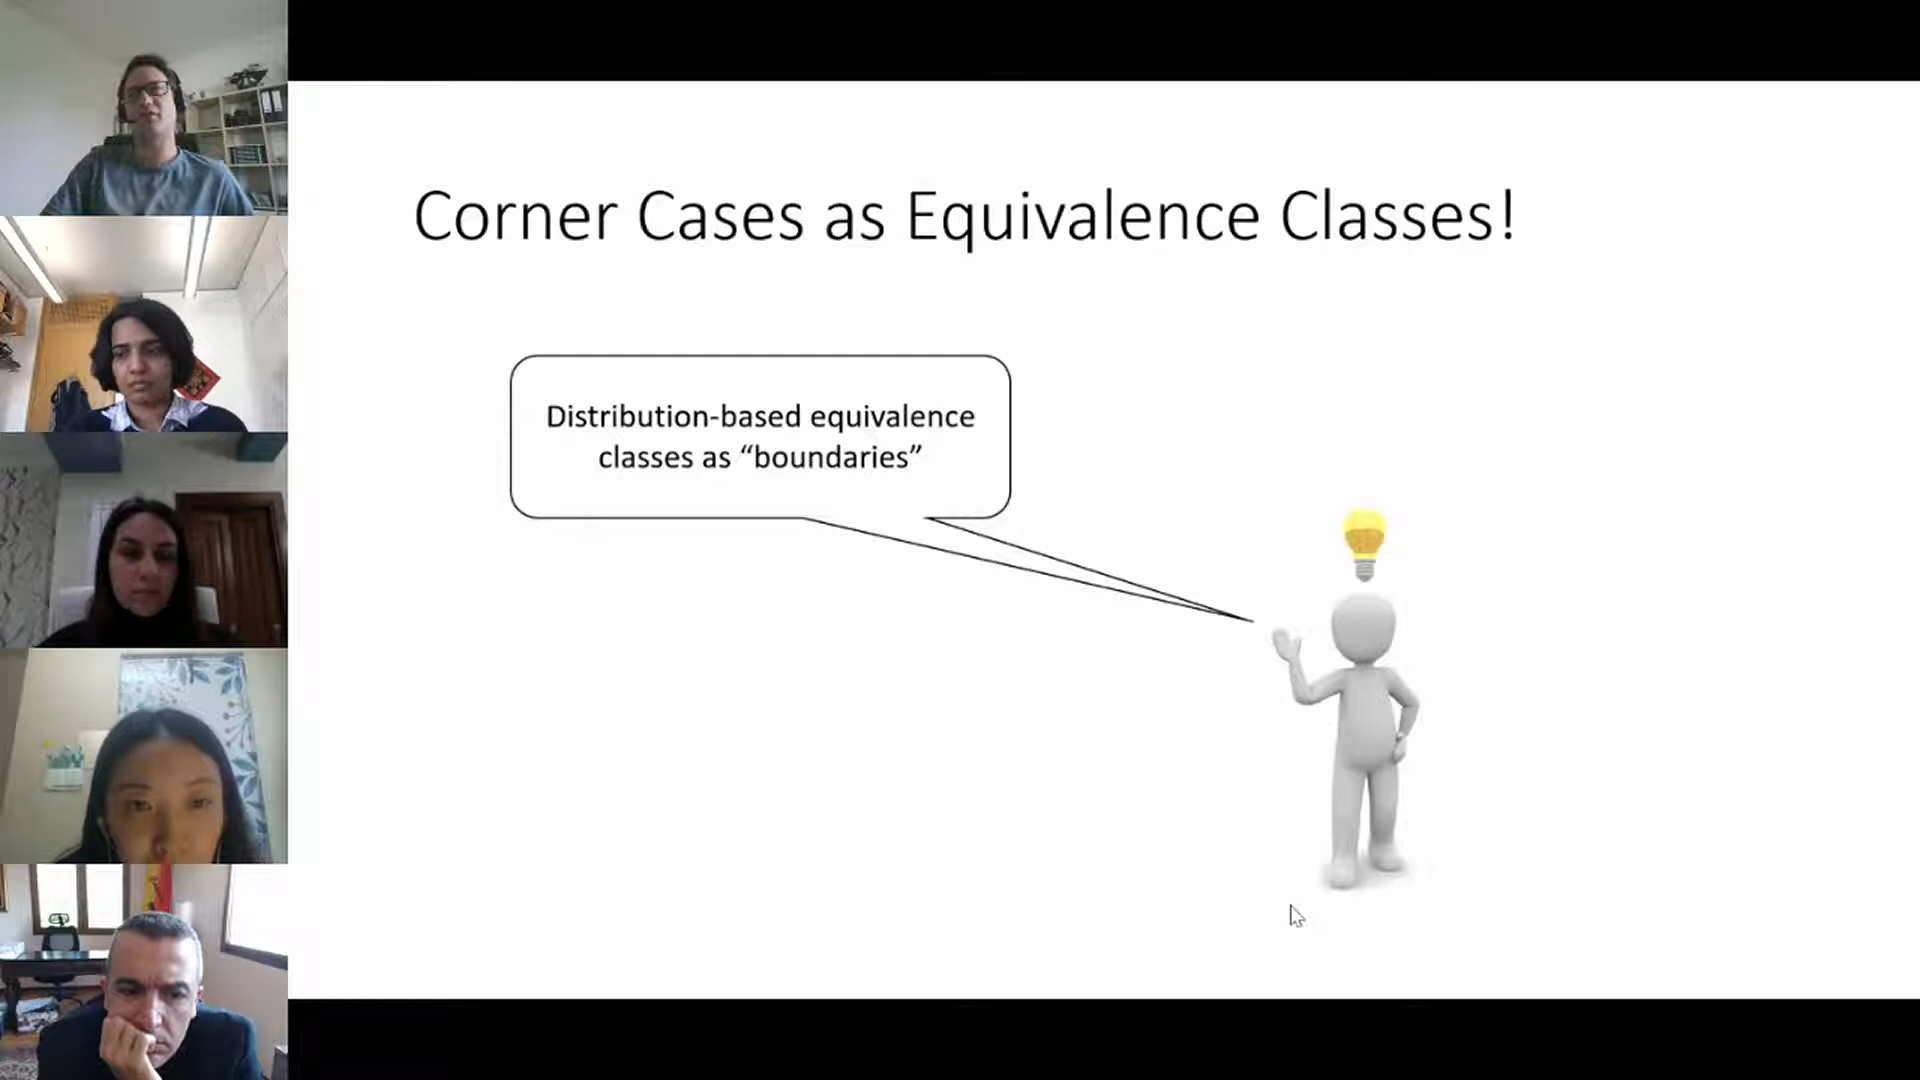 Corner Cases as Equivalence Classes!
Distribution-based equivalence
classes as “boundaries”